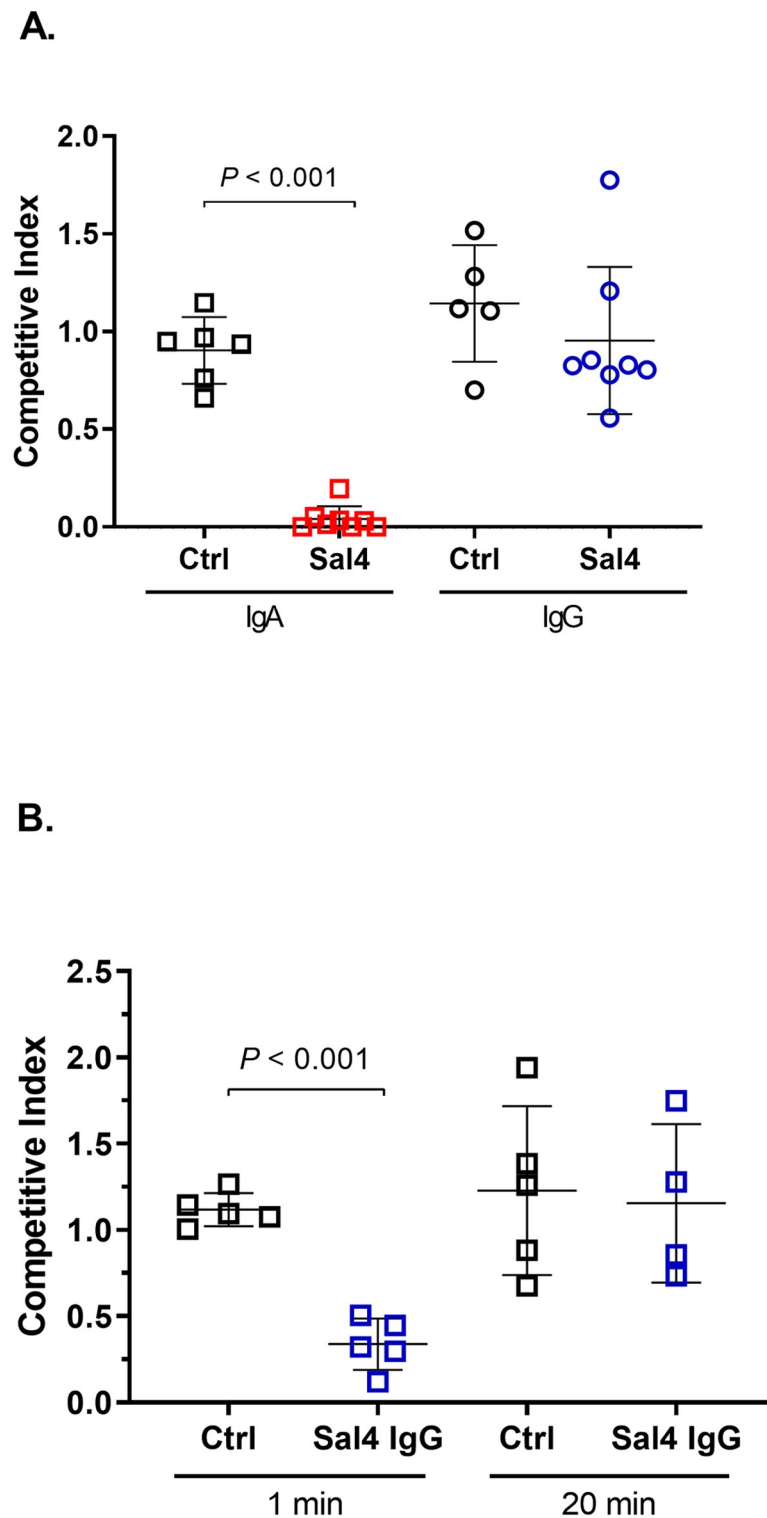 A.
Competitive Index
2.0
1.5
1.0
0.5
0.0
P < 0.001
Ctrl Sal4 Ctrl Sal4
IgA IgG
B.
Competitive Index
2.5
2.0
1.5
1.0
0.5
0.0
P < 0.001
Ctrl Sal4 IgG Ctrl Sal4 IgG
1 min 20 min